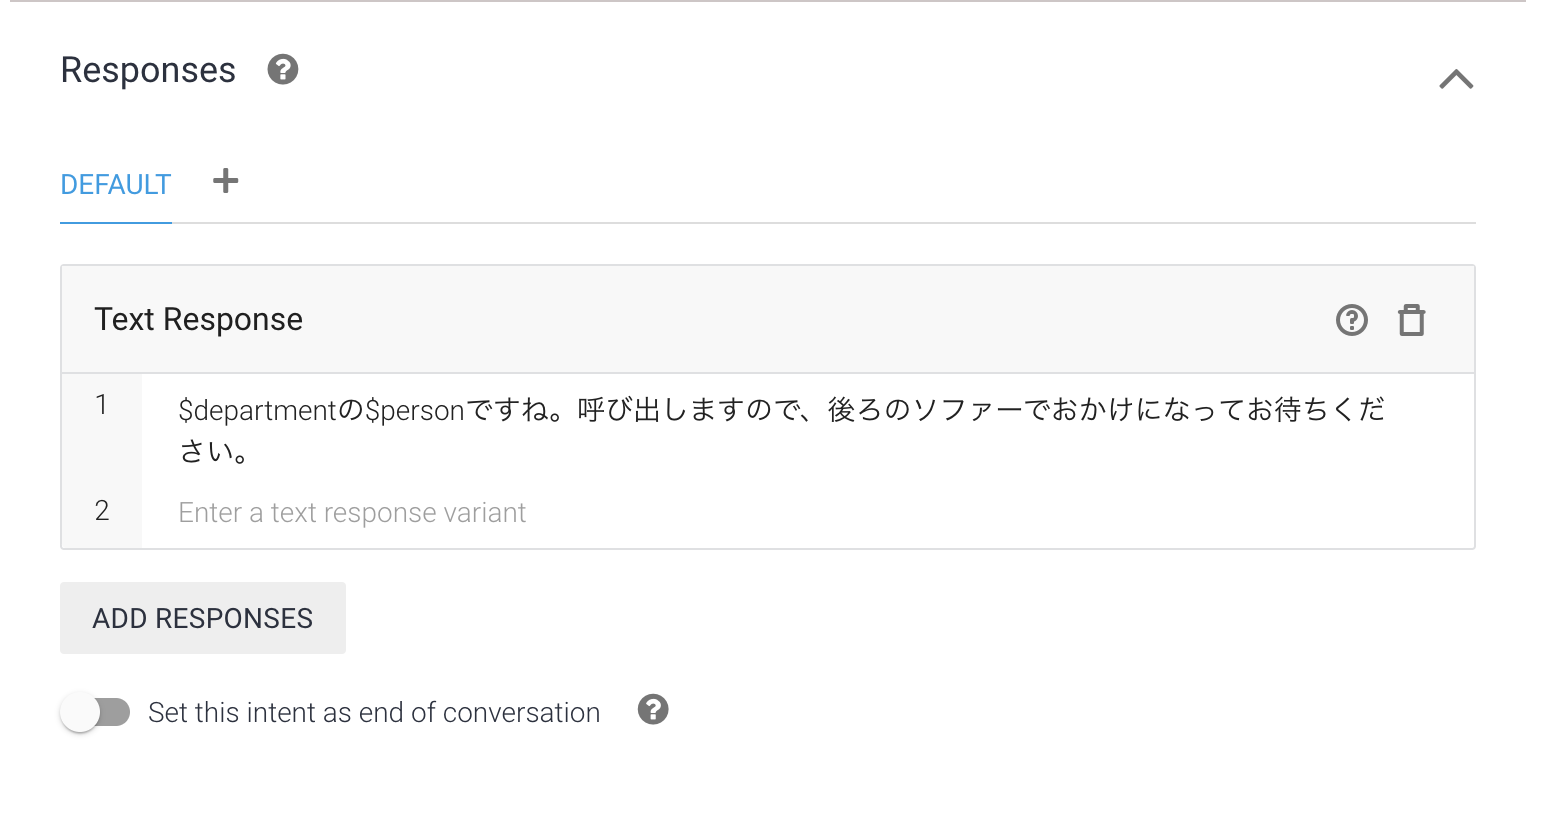 Responses
DEFAULT
Text Response
1
$departmentの$personですね。呼び出しますので、後ろのソファーでおかけになってお待ちくだ
さい。
2
Enter a text response variant
ADD RESPONSES
Set this intent as end of conversation